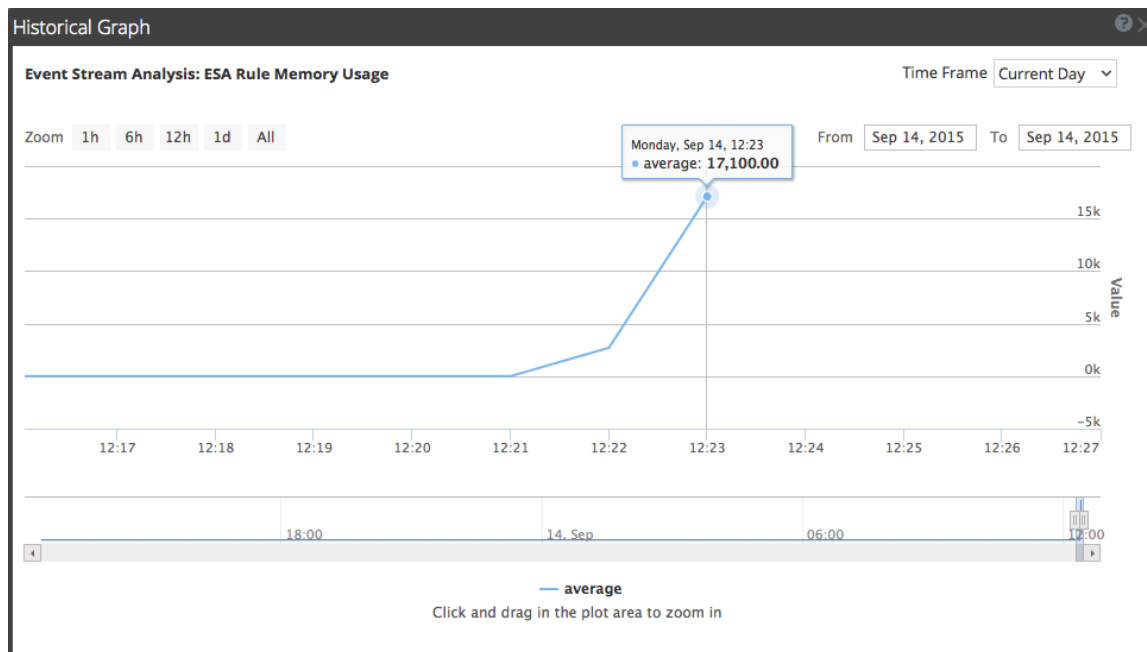 Historical Graph
Event Stream Analysis: ESA Rule Memory Usage
Time Frame Current Day
Zoom 1h 6h 12h 1d All
From Sep 14, 2015 To Sep 14, 2015
Monday, Sep 14, 12:23
average: 17,100.00
15k
10k
5k
0k
-5k
Value
12:17 12:18 12:19 12:20 12:21 12:22 12:23 12:24 12:25 12:26 12:27
18:00 14. Sep 06:00 12:00
average
Click and drag in the plot area to zoom in